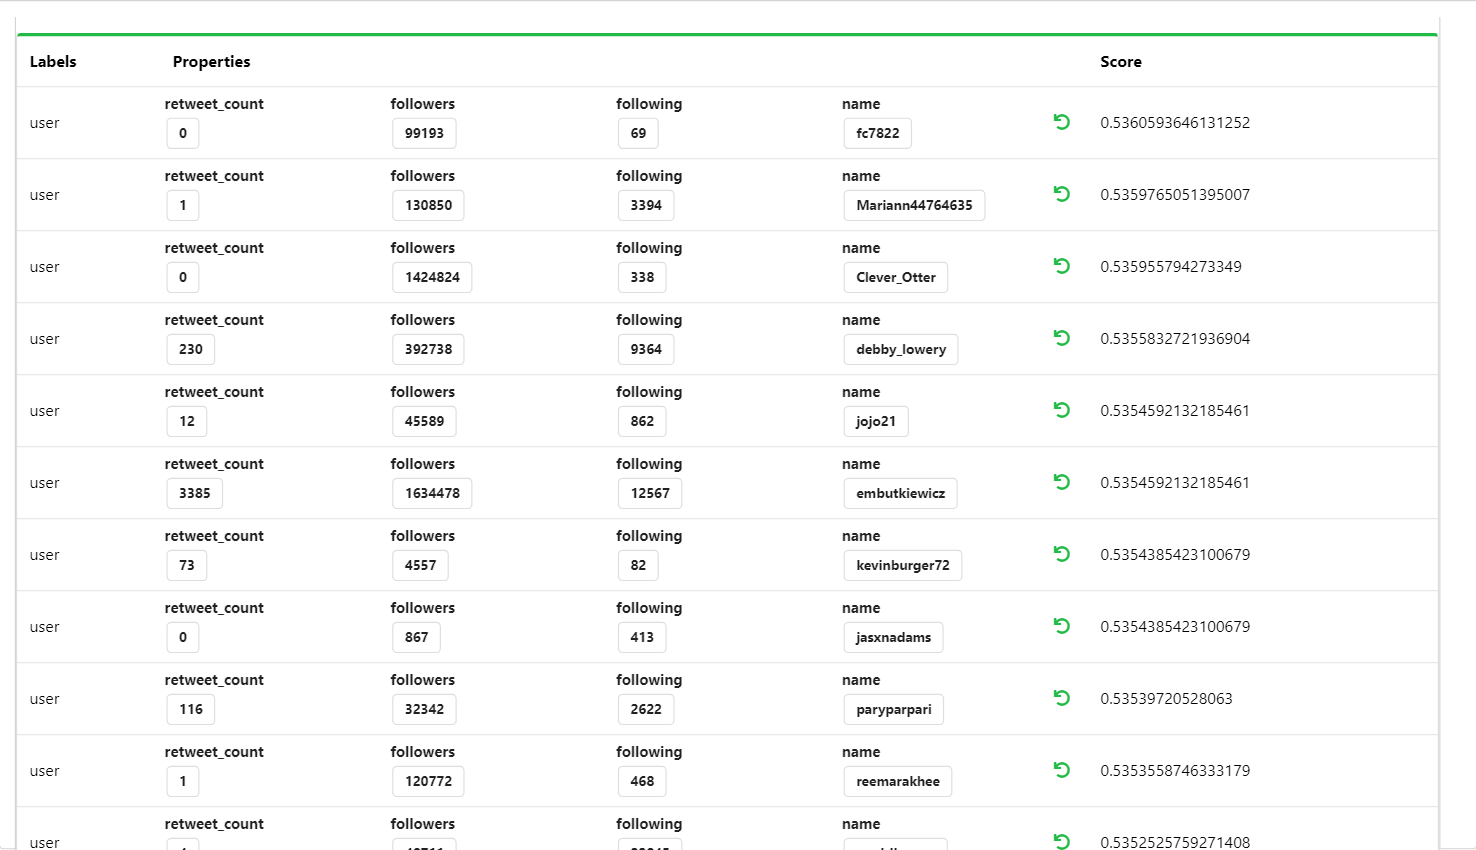 Labels Properties Score
retweet_count followers following name
user 0 99193 69 fc7822 0.5360593646131252
retweet_count followers following name
user 1 130850 3394 Mariann44764635 0.5359765051395007
retweet_count followers following name
user 0 1424824 338 Clever_Otter 0.535955794273349
retweet_count followers following name
user 230 392738 9364 debby_lowery 0.5355832721936904
retweet_count followers following name
user 12 45589 862 jojo21 0.5354592132185461
retweet_count followers following name
user 3385 1634478 12567 embutkiewicz 0.5354592132185461
retweet_count followers following name
user 73 4557 82 kevinburger72 0.5354385423100679
retweet_count followers following name
user 0 867 413 jasxnadams 0.5354385423100679
retweet_count followers following name
user 116 32342 2622 paryparpari 0.53539720528063
retweet_count followers following name
user 1 120772 468 reemarakhee 0.5353558746333179
retweet_count followers following name
user 0.5352525759271408